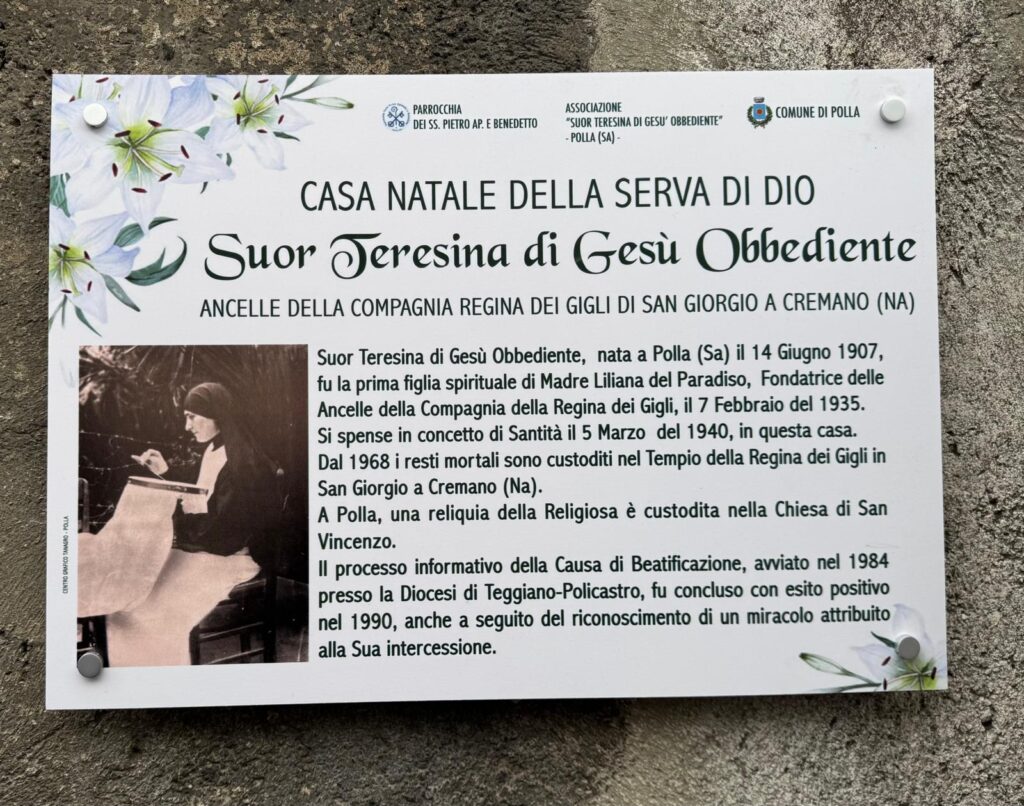 PARROCCHIA
DEI SS. PIETRO AP. E BENEDETTO
ASSOCIAZIONE
"SUOR TERESINA DI GESU' OBBEDIENTE"
- POLLA (SA) -
COMUNE DI POLLA
CASA NATALE DELLA SERVA DI DIO
Suor Teresina di Gesù Obbediente
ANCELLE DELLA COMPAGNIA REGINA DEI GIGLI DI SAN GIORGIO A CREMANO (NA)
Suor Teresina di Gesù Obbediente, nata a Polla (Sa) il 14 Giugno 1907,
fu la prima figlia spirituale di Madre Liliana del Paradiso, Fondatrice delle
Ancelle della Compagnia della Regina dei Gigli, il 7 Febbraio del 1935.
Si spense in concetto di Santità il 5 Marzo del 1940, in questa casa.
Dal 1968 i resti mortali sono custoditi nel Tempio della Regina dei Gigli in
San Giorgio a Cremano (Na).
A Polla, una reliquia della Religiosa è custodita nella Chiesa di San
Vincenzo.
Il processo informativo della Causa di Beatificazione, avviato nel 1984
presso la Diocesi di Teggiano-Policastro, fu concluso con esito positivo
nel 1990, anche a seguito del riconoscimento di un miracolo attribuito
alla Sua intercessione.
CENTRO GRAFICO TANAGRO - POLLA